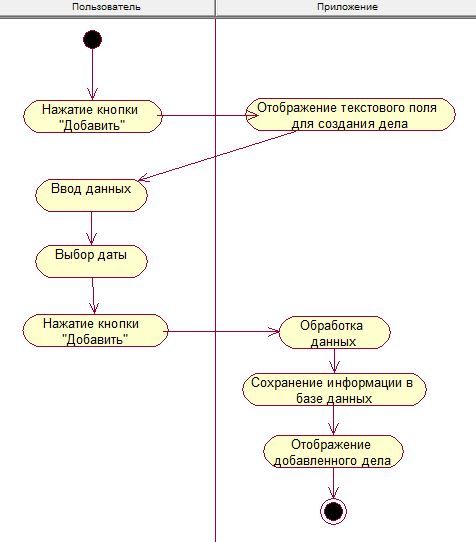 Пользователь
Приложение
Нажатие кнопки
"Добавить"
Отображение текстового поля
для создания дела
Ввод данных
Выбор даты
Нажатие кнопки
"Добавить"
Обработка
данных
Сохранение информации в
базе данных
Отображение
добавленного дела